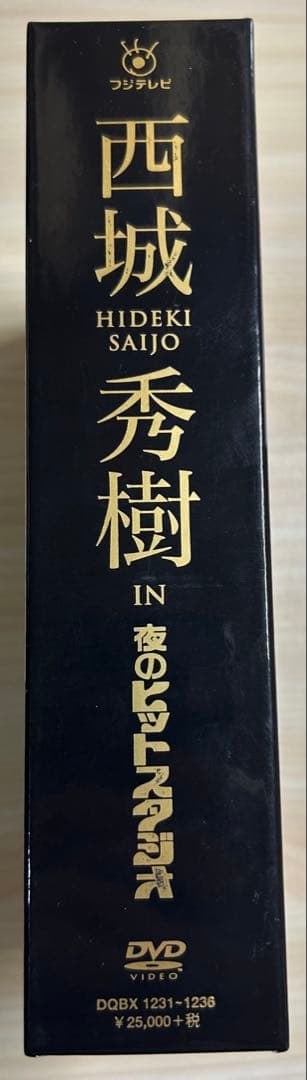 フジテレビ
西城
HIDEKI
SAIJO
秀樹
IN
夜のヒットスタジオ
DVD
VIDEO
DQBX 1231~1236
¥25,000+税